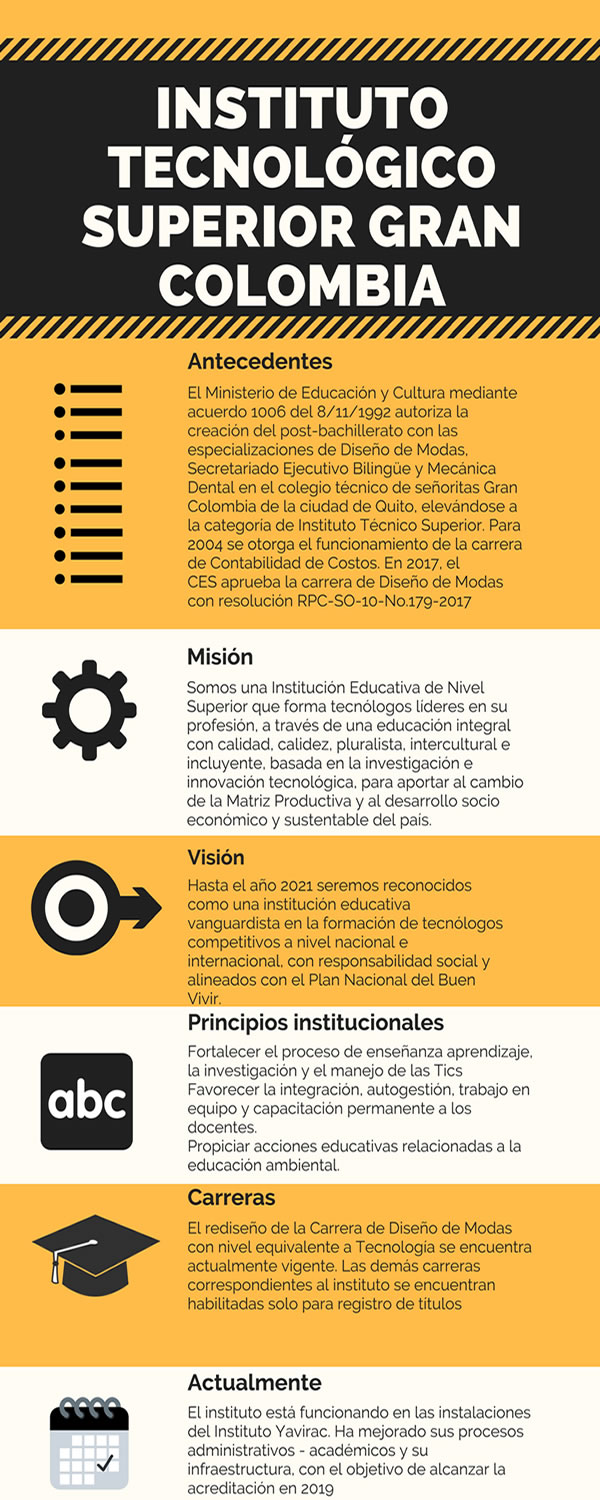 INSTITUTO
TECNOLÓGICO
SUPERIOR GRAN
COLOMBIA
Antecedentes
El Ministerio de Educación y Cultura mediante
acuerdo 1006 del 8/11/1992 autoriza la
creación del post-bachillerato con las
especializaciones de Diseño de Modas,
Secretariado Ejecutivo Bilingüe y Mecánica
Dental en el colegio técnico de señoritas Gran
Colombia de la ciudad de Quito, elevándose a
la categoría de Instituto Técnico Superior. Para
2004 se otorga el funcionamiento de la carrera
de Contabilidad de Costos. En 2017, el
CES aprueba la carrera de Diseño de Modas
con resolución RPC-SO-10-No.179-2017
Misión
Somos una Institución Educativa de Nivel
Superior que forma tecnólogos líderes en su
profesión, a través de una educación integral
con calidad, calidez, pluralista, intercultural e
incluyente, basada en la investigación e
innovación tecnológica, para aportar al cambio
de la Matriz Productiva y al desarrollo socio
económico y sustentable del país.
Visión
Hasta el año 2021 seremos reconocidos
como una institución educativa
vanguardista en la formación de tecnólogos
competitivos a nivel nacional e
internacional, con responsabilidad social y
alineados con el Plan Nacional del Buen
Vivir.
Principios institucionales
abc
Fortalecer el proceso de enseñanza aprendizaje,
la investigación y el manejo de las Tics
Favorecer la integración, autogestión, trabajo en
equipo y capacitación permanente a los
docentes.
Propiciar acciones educativas relacionadas a la
educación ambiental.
Carreras
El rediseño de la Carrera de Diseño de Modas
con nivel equivalente a Tecnología se encuentra
actualmente vigente. Las demás carreras
correspondientes al instituto se encuentran
habilitadas solo para registro de títulos
Actualmente
El instituto está funcionando en las instalaciones
del Instituto Yavirac. Ha mejorado sus procesos
administrativos - académicos y su
infraestructura, con el objetivo de alcanzar la
acreditación en 2019